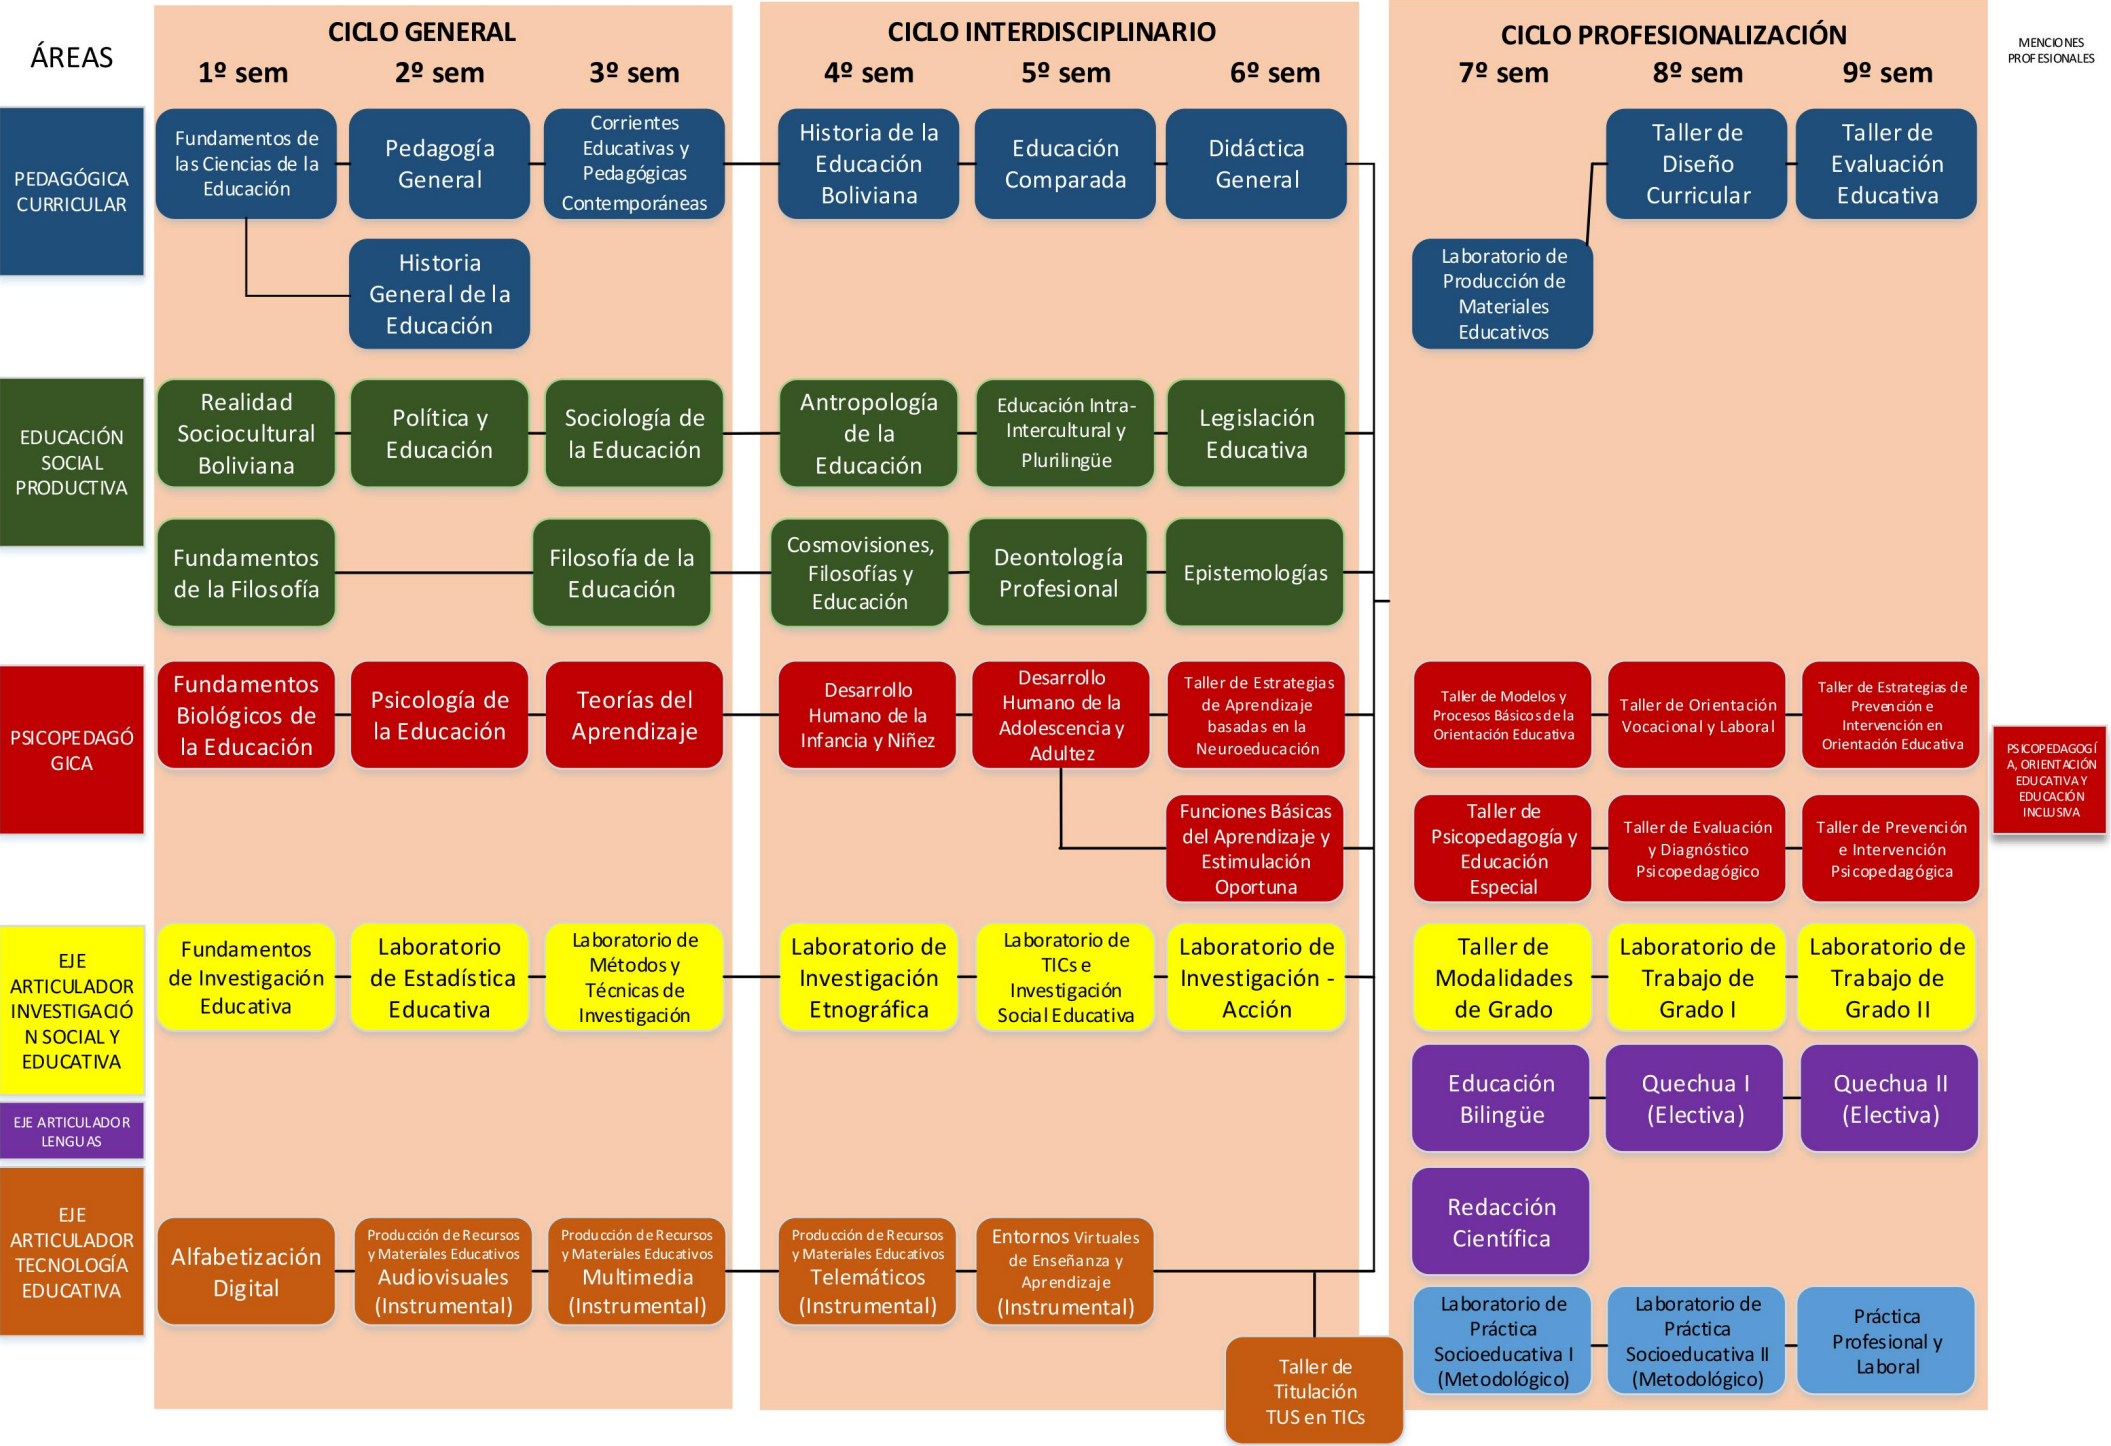 ÁREAS
CICLO GENERAL
CICLO INTERDISCIPLINARIO
CICLO PROFESIONALIZACIÓN
MENCIONES
PROFESIONALES
1º sem
2º sem
3º sem
4º sem
5º sem
6º sem
7º sem
8º sem
9º sem
PEDAGÓGICA
CURRICULAR
Fundamentos de
las Ciencias de la
Educación
Pedagogía
General
Corrientes
Educativas y
Pedagógicas
Contemporáneas
Historia de la
Educación
Boliviana
Educación
Comparada
Didáctica
General
Taller de
Diseño
Curricular
Taller de
Evaluación
Educativa
Historia
General de la
Educación
Laboratorio de
Producción de
Materiales
Educativos
EDUCACIÓN
SOCIAL
PRODUCTIVA
Realidad
Sociocultural
Boliviana
Política y
Educación
Sociología de
la Educación
Antropología
de la
Educación
Educación Intra-
Intercultural y
Plurilingüe
Legislación
Educativa
Fundamentos
de la Filosofía
Filosofía de la
Educación
Cosmovisiones,
Filosofías y
Educación
Deontología
Profesional
Epistemologías
PSICOPEDAGÓ
GICA
Fundamentos
Biológicos de
la Educación
Psicología de
la Educación
Teorías del
Aprendizaje
Desarrollo
Humano de la
Infancia y Niñez
Desarrollo
Humano de la
Adolescencia y
Adultez
Taller de Estrategias
de Aprendizaje
basadas en la
Neuroeducación
Taller de Modelos y
Procesos Básicos de la
Orientación Educativa
Taller de Orientación
Vocacional y Laboral
Taller de Estrategias de
Prevención e
Intervención en
Orientación Educativa
PSICOPEDAGOGÍ
A, ORIENTACIÓN
EDUCATIVA Y
EDUCACIÓN
INCLUSIVA
Funciones Básicas
del Aprendizaje y
Estimulación
Oportuna
Taller de
Psicopedagogía y
Educación
Especial
Taller de Evaluación
y Diagnóstico
Psicopedagógico
Taller de Prevención
e Intervención
Psicopedagógica
EJE
ARTICULADOR
INVESTIGACIÓ
N SOCIAL Y
EDUCATIVA
Fundamentos
de Investigación
Educativa
Laboratorio
de Estadística
Educativa
Laboratorio de
Métodos y
Técnicas de
Investigación
Laboratorio de
Investigación
Etnográfica
Laboratorio de
TICs e
Investigación
Social Educativa
Laboratorio de
Investigación -
Acción
Taller de
Modalidades
de Grado
Laboratorio de
Trabajo de
Grado I
Laboratorio de
Trabajo de
Grado II
EJE ARTICULADOR
LENGUAS
Educación
Bilingüe
Quechua I
(Electiva)
Quechua II
(Electiva)
Redacción
Científica
EJE
ARTICULADOR
TECNOLOGÍA
EDUCATIVA
Alfabetización
Digital
Producción de Recursos
y Materiales Educativos
Audiovisuales
(Instrumental)
Producción de Recursos
y Materiales Educativos
Multimedia
(Instrumental)
Producción de Recursos
y Materiales Educativos
Telemáticos
(Instrumental)
Entornos Virtuales
de Enseñanza y
Aprendizaje
(Instrumental)
Taller de
Titulación
TUS en TICs
Laboratorio de
Práctica
Socioeducativa I
(Metodológico)
Laboratorio de
Práctica
Socioeducativa II
(Metodológico)
Práctica
Profesional y
Laboral